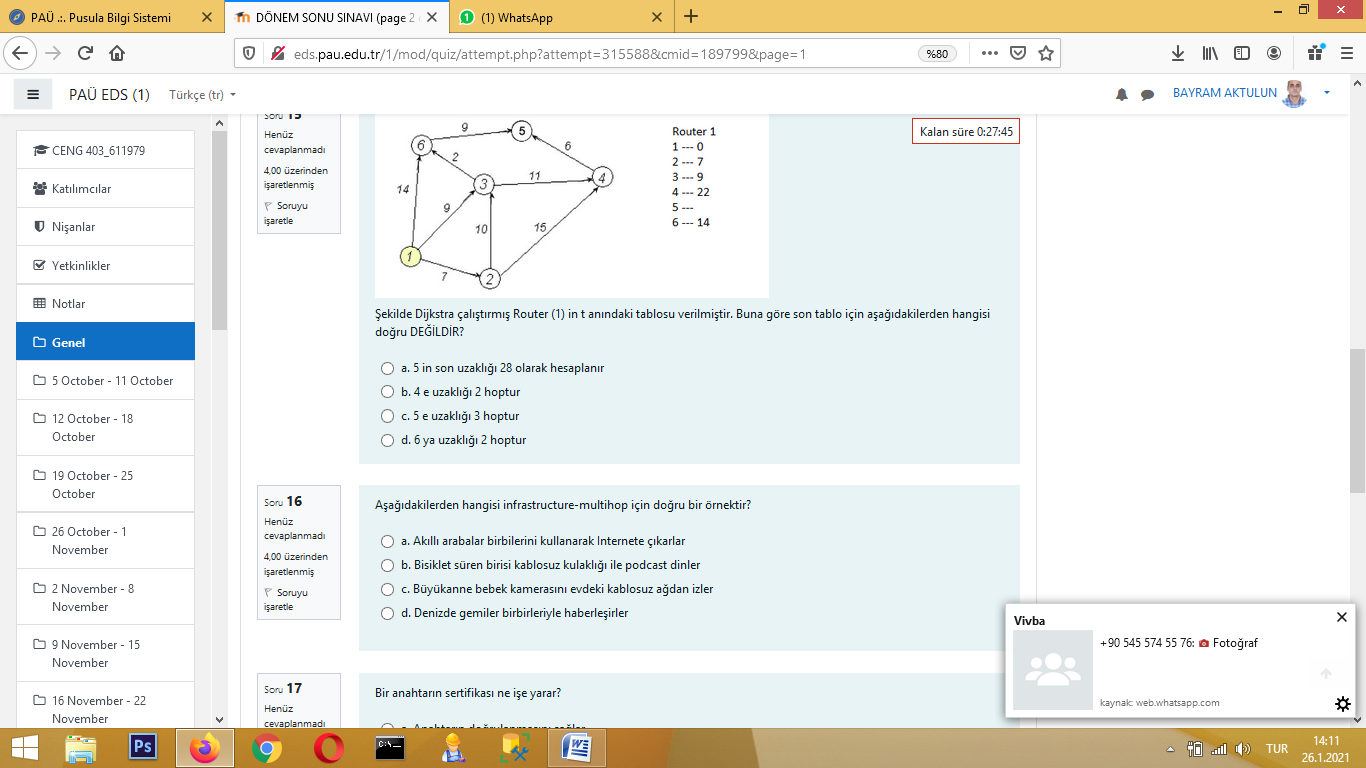 PAÜ .:. Pusula Bilgi Sistemi
DÖNEM SONU SINAVI (page 2
(1) WhatsApp
eds.pau.edu.tr/1/mod/quiz/attempt.php?attempt=315588&cmid=189799&page=1
%80
PAÜ EDS (1)
Türkçe (tr)
BAYRAM AKTULUN
CENG 403_611979
Katılımcılar
Nişanlar
Yetkinlikler
Notlar
Genel
5 October - 11 October
12 October - 18
October
19 October - 25
October
26 October - 1
November
2 November - 8
November
9 November - 15
November
16 November - 22
November
Soru 15
Henüz
cevaplanmadı
4,00 üzerinden
işaretlenmiş
Soruyu
işaretle
Kalan süre 0:27:45
9
5
6
2
6
3
11
4
14
9
10
15
1
7
2
Router 1
1 --- 0
2 --- 7
3 --- 9
4 --- 22
5 ---
6 --- 14
Şekilde Dijkstra çalıştırmış Router (1) in t anındaki tablosu verilmiştir. Buna göre son tablo için aşağıdakilerden hangisi
doğru DEĞİLDİR?
a. 5 in son uzaklığı 28 olarak hesaplanır
b. 4 e uzaklığı 2 hoptur
c. 5 e uzaklığı 3 hoptur
d. 6 ya uzaklığı 2 hoptur
Soru 16
Henüz
cevaplanmadı
4,00 üzerinden
işaretlenmiş
Soruyu
işaretle
Aşağıdakilerden hangisi infrastructure-multihop için doğru bir örnektir?
a. Akıllı arabalar birbilerini kullanarak Internete çıkarlar
b. Bisiklet süren birisi kablosuz kulaklığı ile podcast dinler
c. Büyükanne bebek kamerasını evdeki kablosuz ağdan izler
d. Denizde gemiler birbirleriyle haberleşirler
Soru 17
Henüz
cevaplanmadı
Bir anahtarın sertifikası ne işe yarar?
a. Anahtarın doğrulanmasını sağlar
Vivba
+90 545 574 55 76: Fotoğraf
kaynak: web.whatsapp.com
Ps
C:\_
TUR
14:11
26.1.2021